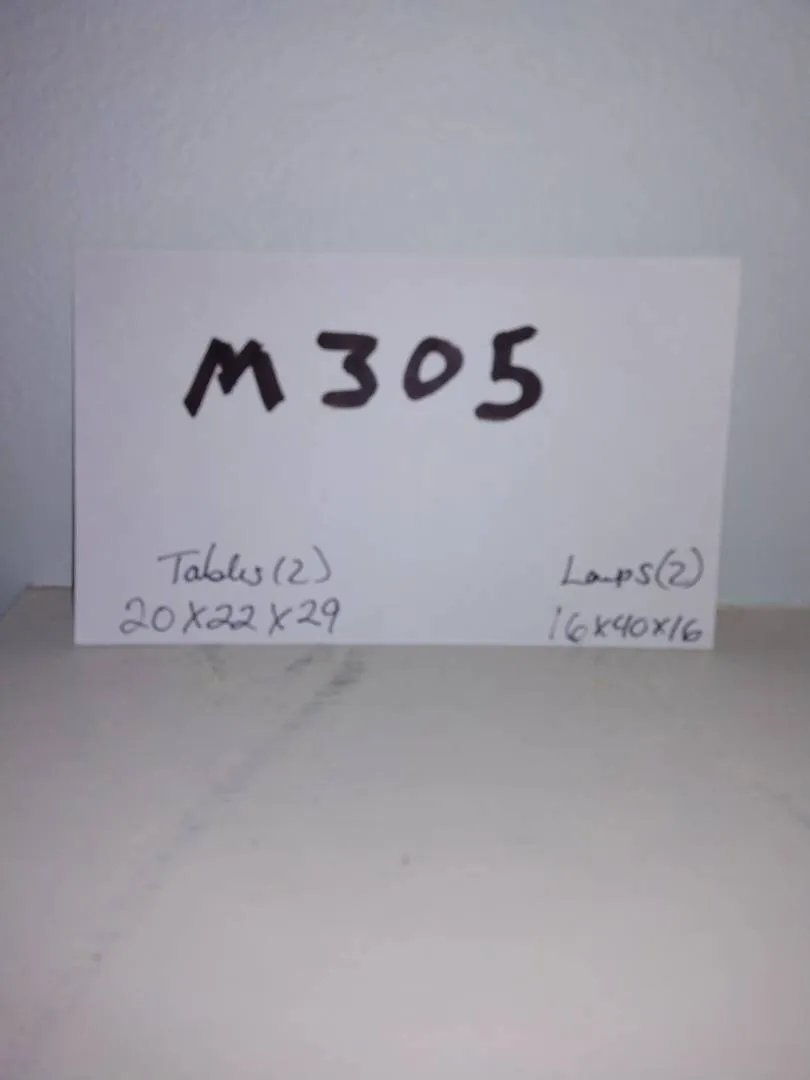 M305
Tables (2)
20x22x29
Lamps (2)
16x40x16